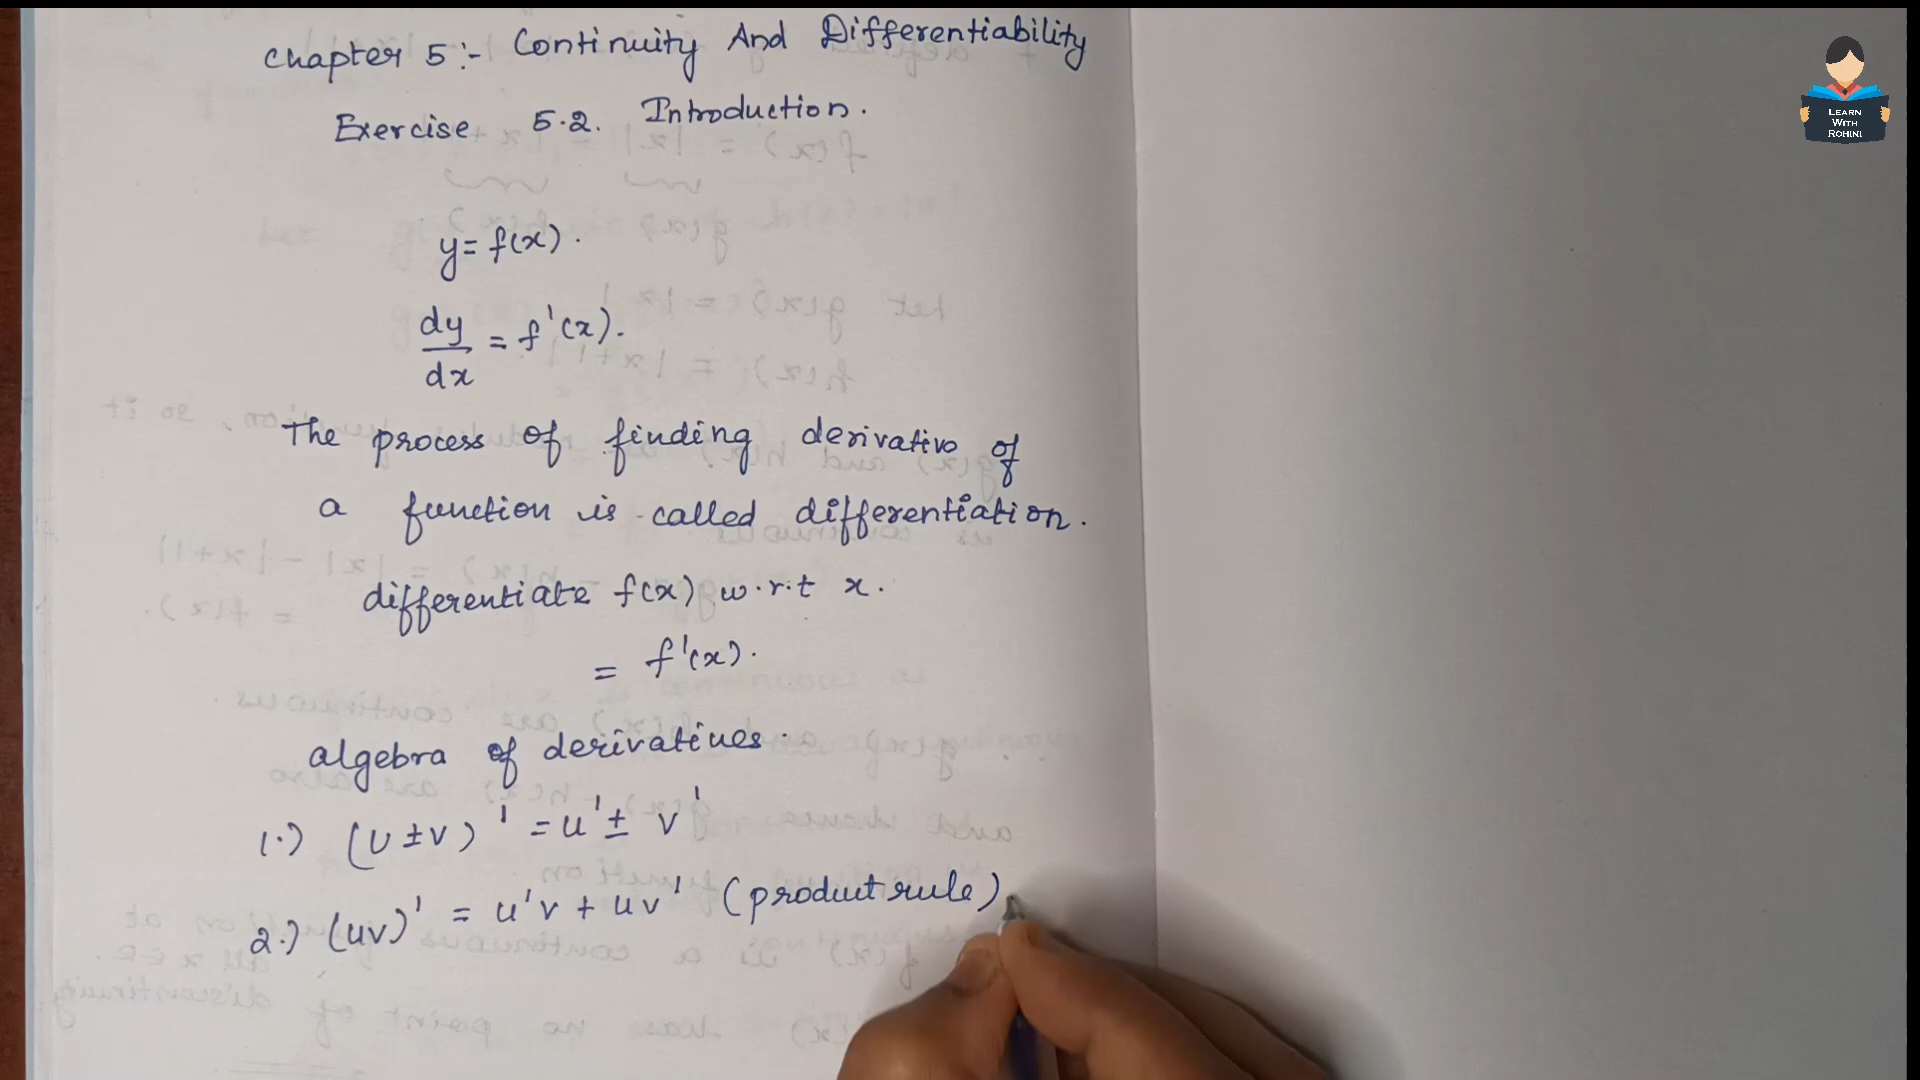 Chapter 5:- Continuity And Differentiability
Exercise 5.2. Introduction.
y = f(x).
dy/dx = f'(x).
The process of finding derivative of
a function is called differentiation.
differentiate f(x) w.r.t x.
= f'(x).
algebra of derivatives.
1.) (u ± v)' = u' ± v'
2.) (uv)' = u'v + uv' (product rule)
LEARN
WITH
ROHINI